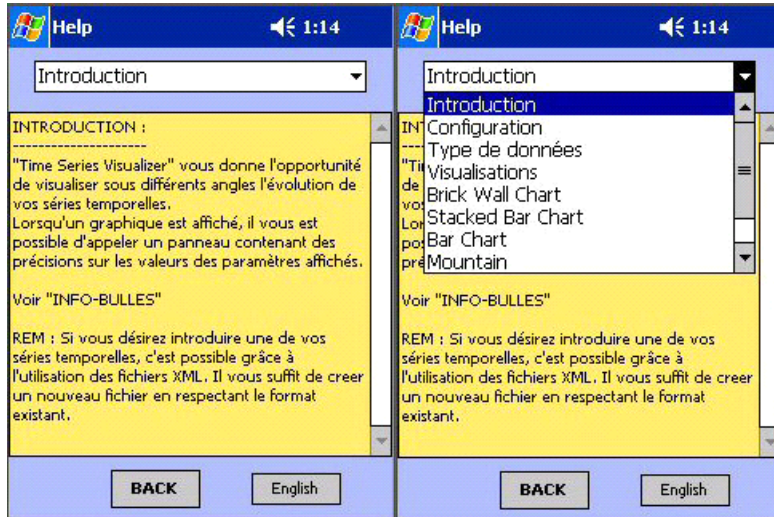 Help 1:14
Introduction
INTRODUCTION :
----------------------
"Time Series Visualizer" vous donne l'opportunité
de visualiser sous différents angles l'évolution de
vos séries temporelles.
Lorsqu'un graphique est affiché, il vous est
possible d'appeler un panneau contenant des
précisions sur les valeurs des paramètres affichés.
Voir "INFO-BULLES"
REM : Si vous désirez introduire une de vos
séries temporelles, c'est possible grâce à
l'utilisation des fichiers XML. Il vous suffit de creer
un nouveau fichier en respectant le format
existant.
BACK English
Help 1:14
Introduction
Introduction
Configuration
Type de données
Visualisations
Brick Wall Chart
Stacked Bar Chart
Bar Chart
Mountain
Voir "INFO-BULLES"
REM : Si vous désirez introduire une de vos
séries temporelles, c'est possible grâce à
l'utilisation des fichiers XML. Il vous suffit de creer
un nouveau fichier en respectant le format
existant.
BACK English